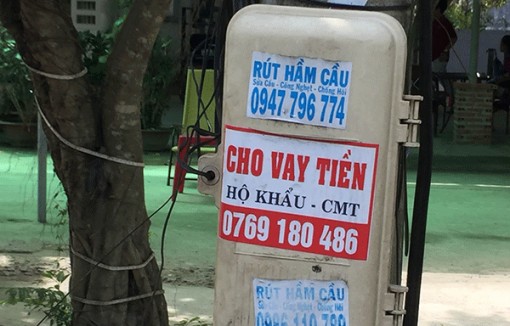 RÚT HẦM CẦU
Sửa Cầu - Công Nghẹt - Chống Hôi
0947 796 774
CHO VAY TIỀN
HỘ KHẨU - CMT
0769 180 486
RÚT HẦM CẦU